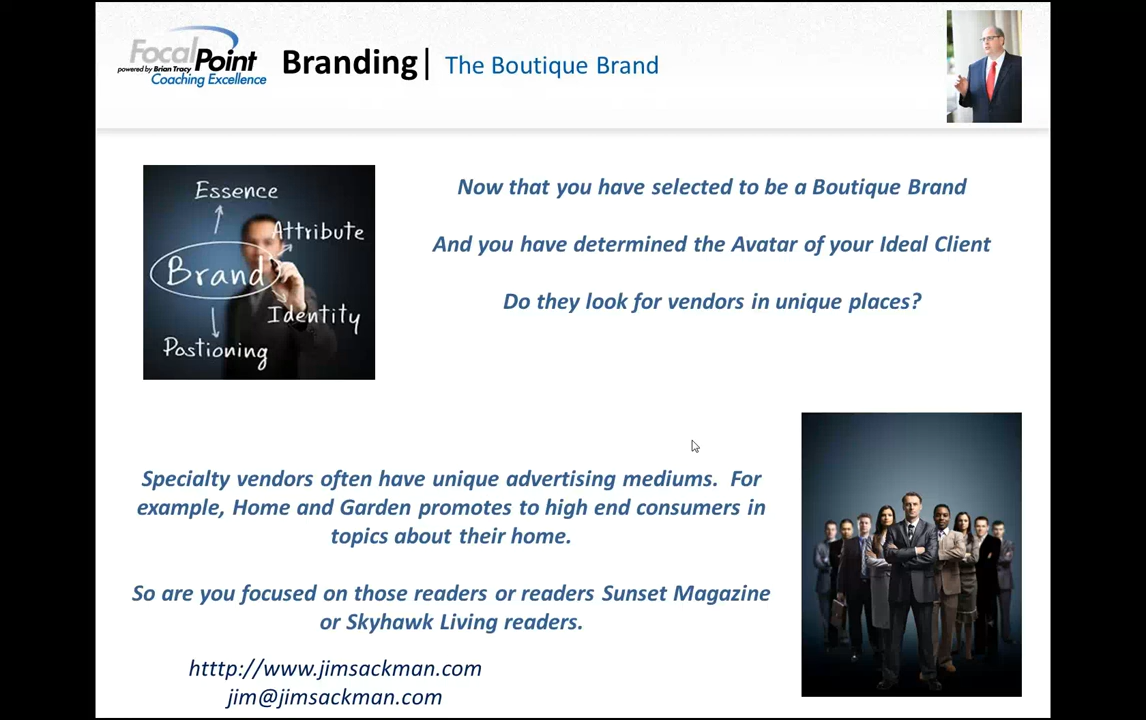 FocalPoint
powered by Brian Tracy
Coaching Excellence
Branding| The Boutique Brand
Essence
Attribute
Brand
Identity
Postioning
Now that you have selected to be a Boutique Brand
And you have determined the Avatar of your Ideal Client
Do they look for vendors in unique places?
Specialty vendors often have unique advertising mediums. For
example, Home and Garden promotes to high end consumers in
topics about their home.
So are you focused on those readers or readers Sunset Magazine
or Skyhawk Living readers.
htttp://www.jimsackman.com
jim@jimsackman.com